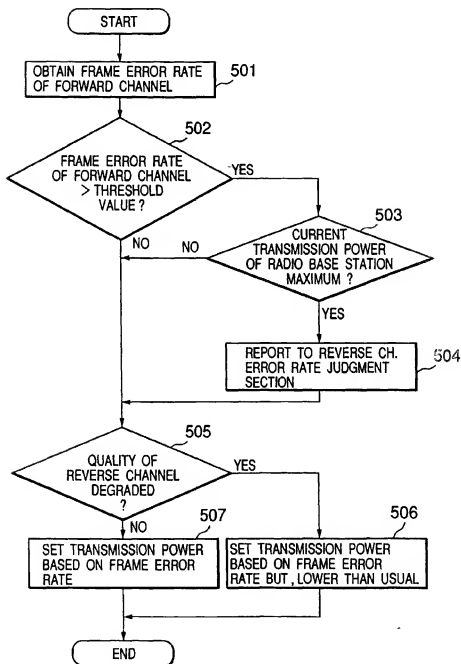 START
OBTAIN FRAME ERROR RATE
OF FORWARD CHANNEL
501
502
FRAME ERROR RATE
OF FORWARD CHANNEL
> THRESHOLD
VALUE ?
YES
NO
503
CURRENT
TRANSMISSION POWER
OF RADIO BASE STATION
MAXIMUM ?
NO
YES
REPORT TO REVERSE CH.
ERROR RATE JUDGMENT
SECTION
504
505
QUALITY OF
REVERSE CHANNEL
DEGRADED
?
YES
NO
507
SET TRANSMISSION POWER
BASED ON FRAME ERROR
RATE
506
SET TRANSMISSION POWER
BASED ON FRAME ERROR
RATE BUT, LOWER THAN USUAL
END